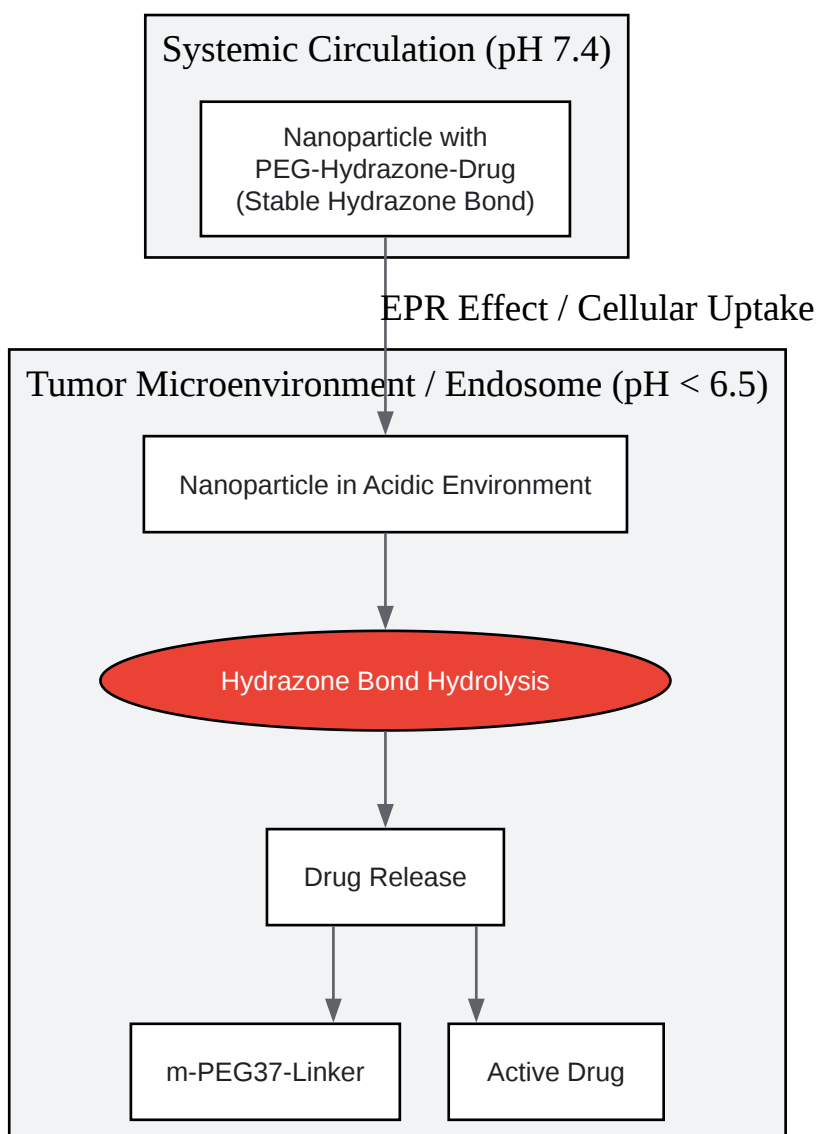 Systemic Circulation (pH 7.4)
Nanoparticle with
PEG-Hydrazone-Drug
(Stable Hydrazone Bond)
EPR Effect / Cellular Uptake
Tumor Microenvironment / Endosome (pH < 6.5)
Nanoparticle in Acidic Environment
Hydrazone Bond Hydrolysis
Drug Release
m-PEG37-Linker
Active Drug